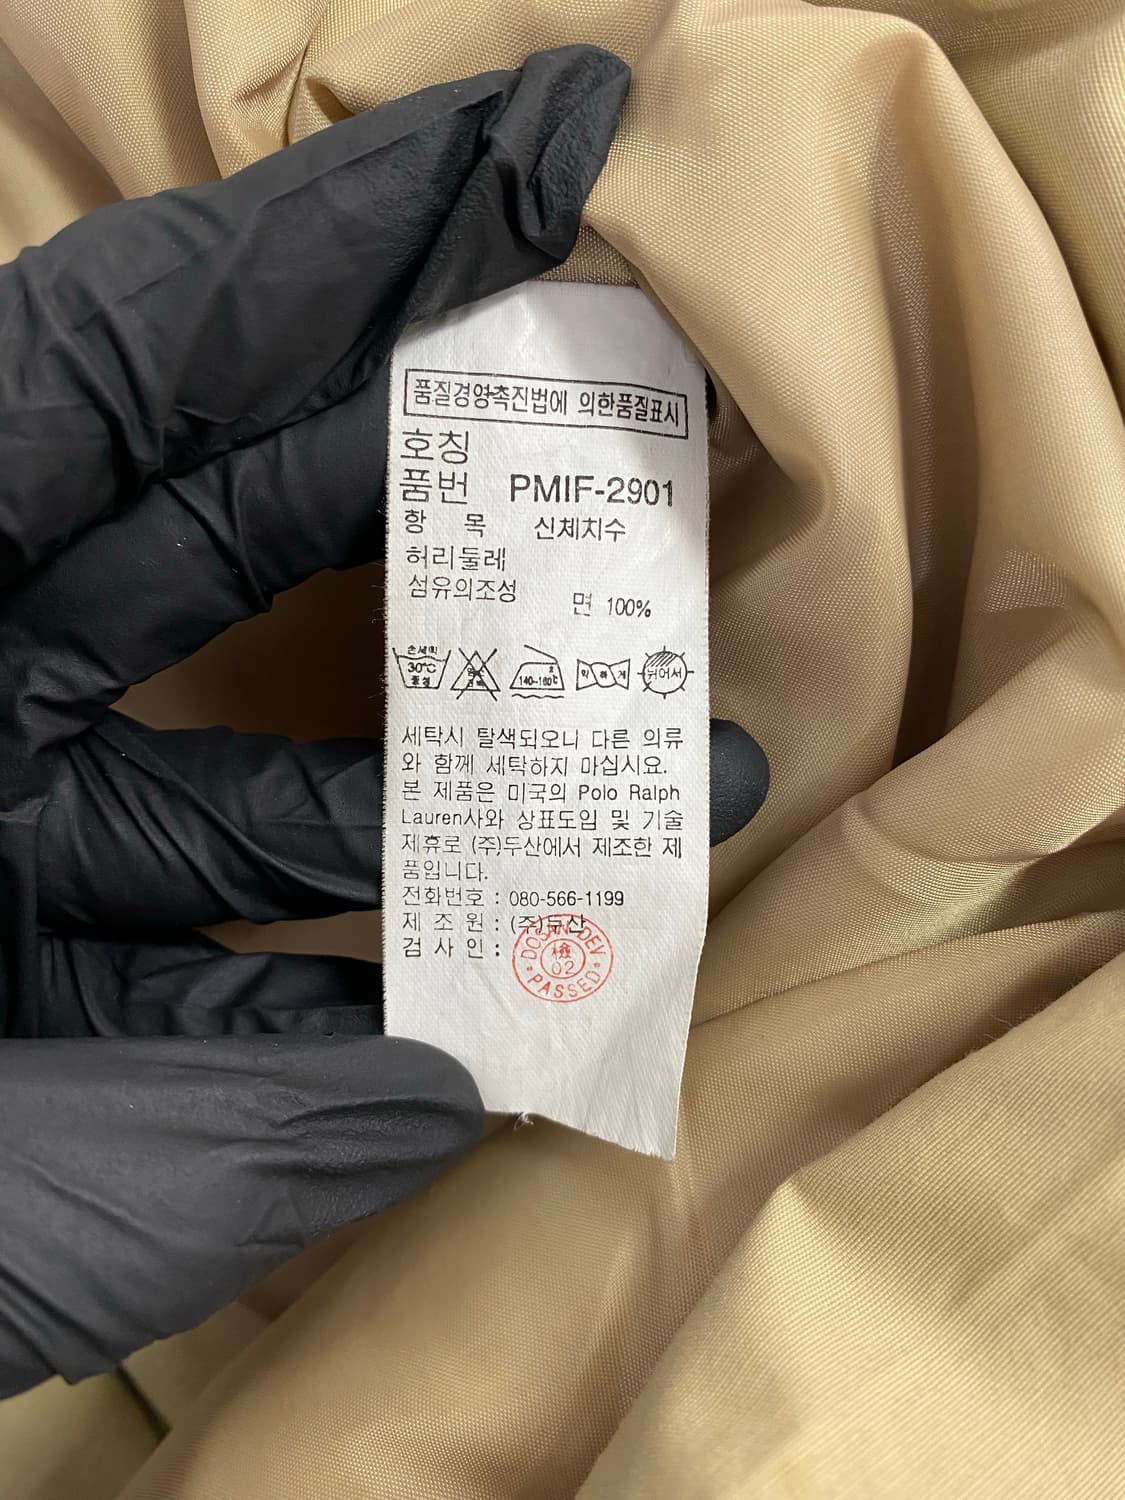 품질경영촉진법에 의한품질표시
호칭
품번 PMIF-2901
항 목 신체치수
허리둘레
섬유의조성
면 100%
손세탁
30℃
중성
염소
표백
2
140~160℃
약하게
뉘어서
세탁시 탈색되오니 다른 의류
와 함께 세탁하지 마십시요.
본 제품은 미국의 Polo Ralph
Lauren사와 상표도입 및 기술
제휴로 (주)두산에서 제조한 제
품입니다.
전화번호 : 080-566-1199
제 조 원 : (주)두산
검 사 인 :
DOSAN DEV
檢
02
PASSED